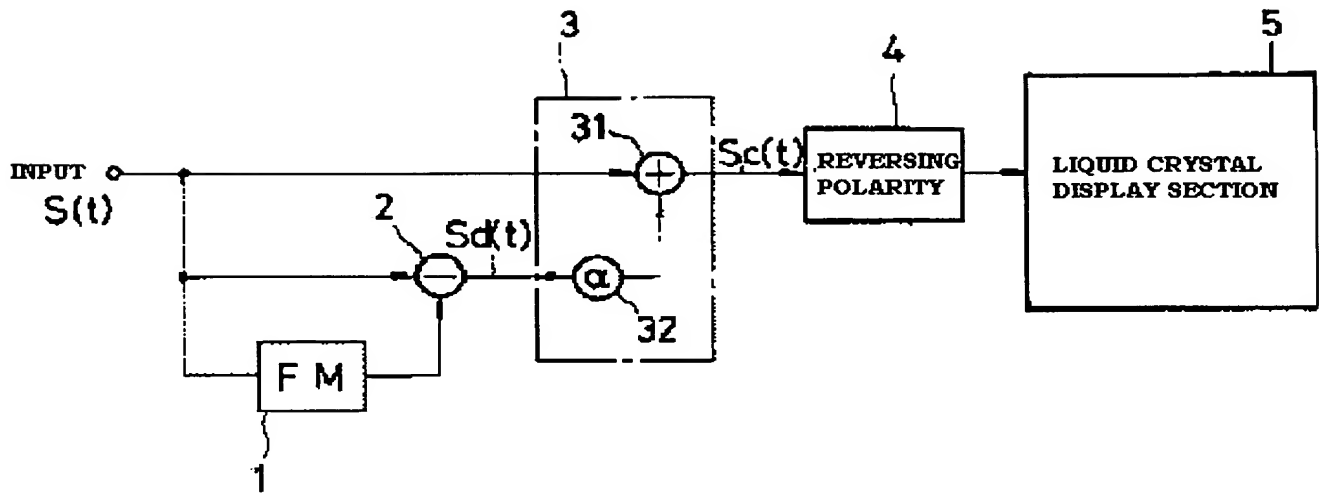 3
4
5
31
INPUT
S(t)
Sc(t)
REVERSING
POLARITY
LIQUID CRYSTAL
DISPLAY SECTION
2
Sd(t)
α
32
F M
1